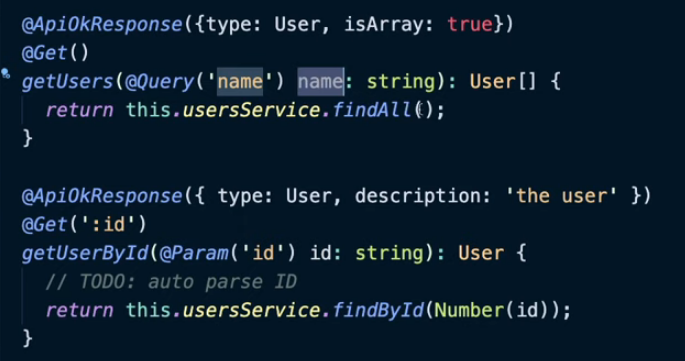 @ApiOkResponse({type: User, isArray: true})
@Get()
getUsers(@Query('name') name: string): User[] {
return this.usersService.findAll();
}
@ApiOkResponse({ type: User, description: 'the user' })
@Get(':id')
getUserById(@Param('id') id: string): User {
// TODO: auto parse ID
return this.usersService.findById(Number(id));
}